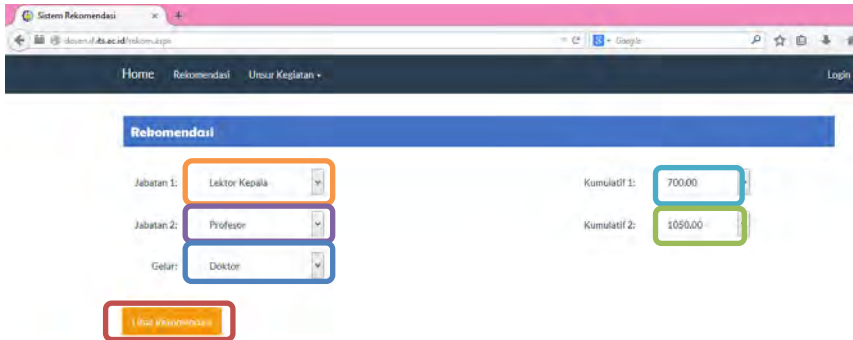 Sistem Rekomendasi
Google
Home Rekomendasi Unsur Kegiatan
Login
Rekomendasi
Jabatan 1: Lektor Kepala Kumulatif 1: 700.00
Jabatan 2: Profesor Kumulatif 2: 1050.00
Gelar: Doktor
Lihat Rekomendasi